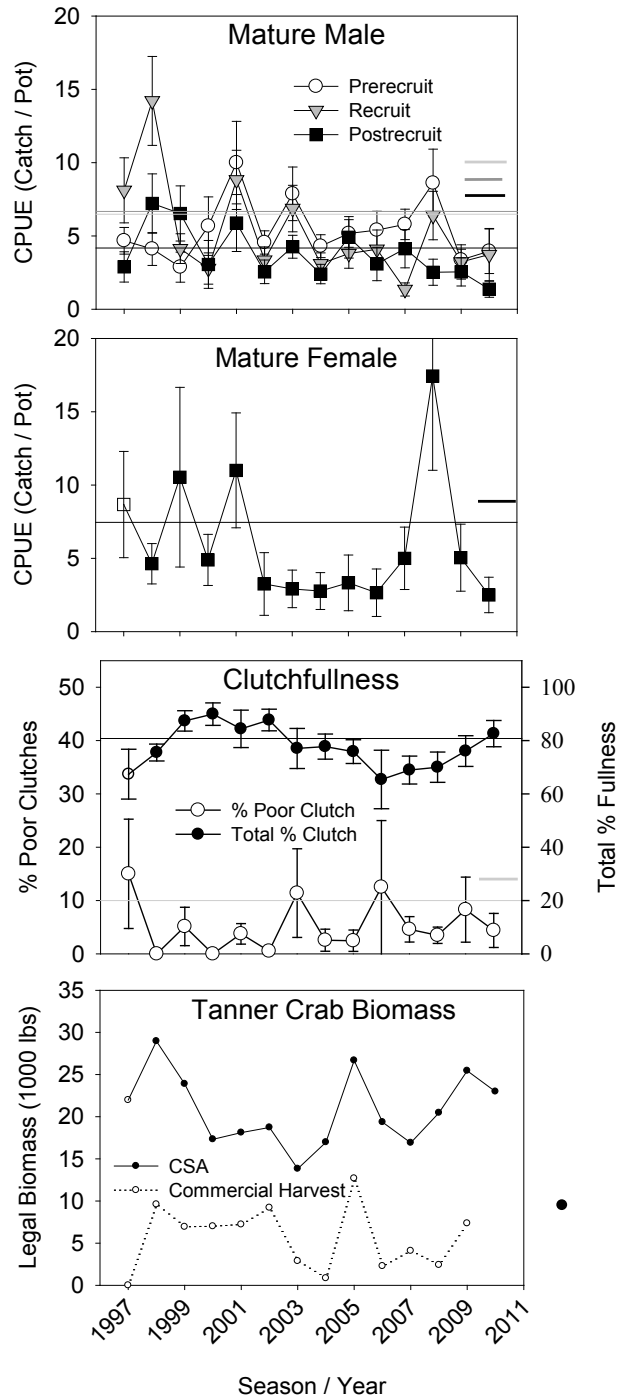 Mature Male
20
15
10
5
0
CPUE (Catch / Pot)
Prerecruit
Recruit
Postrecruit
Mature Female
20
15
10
5
0
CPUE (Catch / Pot)
Clutchfullness
50
40
30
20
10
0
% Poor Clutches
% Poor Clutch
Total % Clutch
100
80
60
40
20
0
Total % Fullness
Tanner Crab Biomass
35
30
25
20
15
10
5
0
Legal Biomass (1000 lbs)
CSA
Commercial Harvest
1997 1999 2001 2003 2005 2007 2009 2011
Season / Year